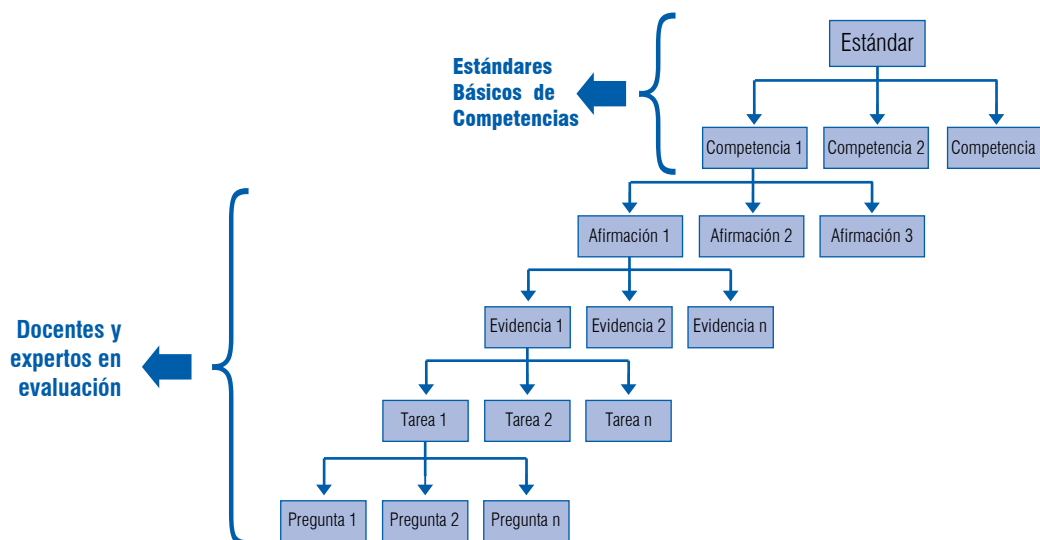 Estándar
Estándares
Básicos de
Competencias
Competencia 1
Competencia 2
Competencia
Afirmación 1
Afirmación 2
Afirmación 3
Evidencia 1
Evidencia 2
Evidencia n
Docentes y
expertos en
evaluación
Tarea 1
Tarea 2
Tarea n
Pregunta 1
Pregunta 2
Pregunta n